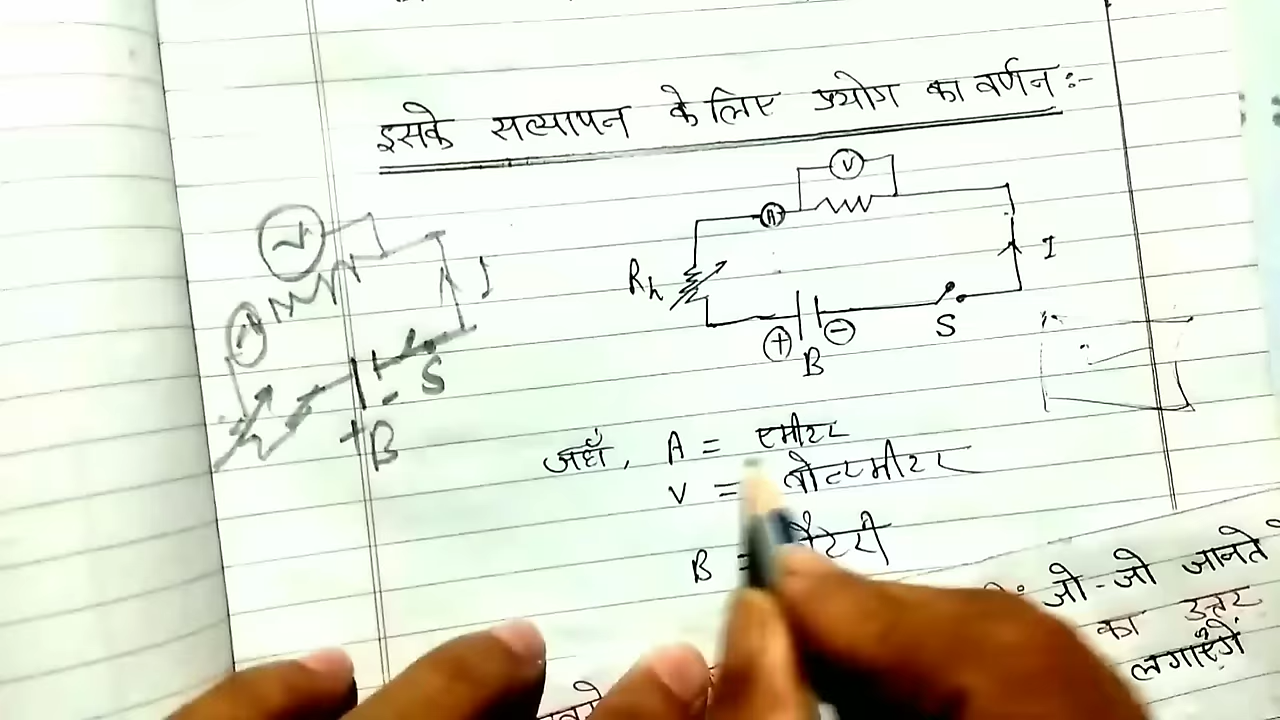 इसके सत्यापन के लिए प्रयोग का वर्णन :-
V
A
Rh
I
S
+ -
B
V
A
I
S
-
+ B
जहाँ, A = एमीटर
V = वोल्टमीटर
B = बैटरी
जो-जो जानते
का उत्तर
लगाएँगे